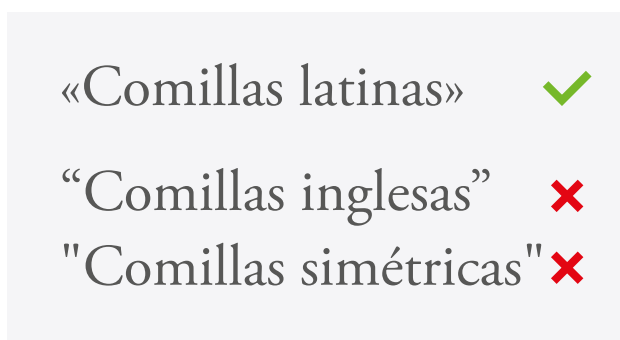 «Comillas latinas»
“Comillas inglesas”
"Comillas simétricas"